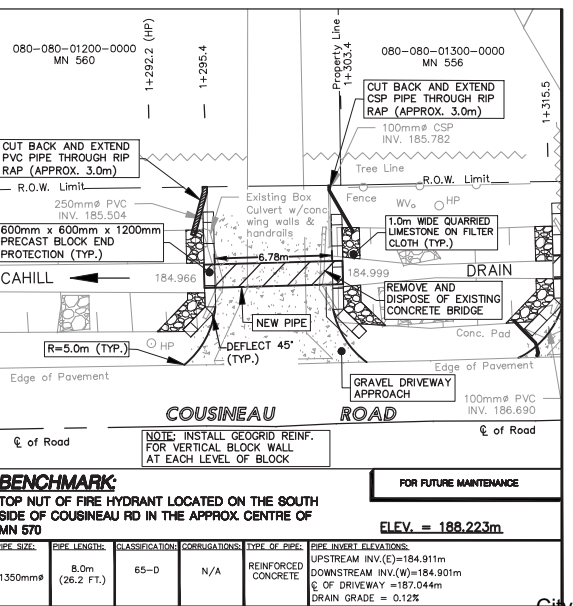 080-080-01200-0000
MN 560
1+292.2 (HP)
1+295.4
Property Line
1+303.4
080-080-01300-0000
MN 556
1+315.5
CUT BACK AND EXTEND
CSP PIPE THROUGH RIP
RAP (APPROX. 3.0m)
100mmø CSP
INV. 185.782
CUT BACK AND EXTEND
PVC PIPE THROUGH RIP
RAP (APPROX. 3.0m)
Tree Line
R.O.W. Limit
R.O.W. Limit
Fence
WV
HP
250mmø PVC
INV. 185.504
Existing Box
Culvert w/conc
wing walls &
handrails
600mm x 600mm x 1200mm
PRECAST BLOCK END
PROTECTION (TYP.)
1.0m WIDE QUARRIED
LIMESTONE ON FILTER
CLOTH (TYP.)
6.78m
CAHILL
184.966
184.999
DRAIN
REMOVE AND
DISPOSE OF EXISTING
CONCRETE BRIDGE
NEW PIPE
Conc. Pad
R=5.0m (TYP.)
HP
DEFLECT 45°
(TYP.)
Edge of Pavement
Edge of Pavement
GRAVEL DRIVEWAY
APPROACH
100mmø PVC
INV. 186.690
COUSINEAU ROAD
℄ of Road
℄ of Road
NOTE: INSTALL GEOGRID REINF.
FOR VERTICAL BLOCK WALL
AT EACH LEVEL OF BLOCK
BENCHMARK:
TOP NUT OF FIRE HYDRANT LOCATED ON THE SOUTH
SIDE OF COUSINEAU RD IN THE APPROX. CENTRE OF
MN 570
FOR FUTURE MAINTENANCE
ELEV. = 188.223m
PIPE SIZE: PIPE LENGTH: CLASSIFICATION: CORRUGATIONS: TYPE OF PIPE: PIPE INVERT ELEVATIONS:
1350mmø
8.0m
(26.2 FT.)
65-D
N/A
REINFORCED
CONCRETE
UPSTREAM INV.(E)=184.911m
DOWNSTREAM INV.(W)=184.901m
℄ OF DRIVEWAY =187.044m
DRAIN GRADE = 0.12%
City